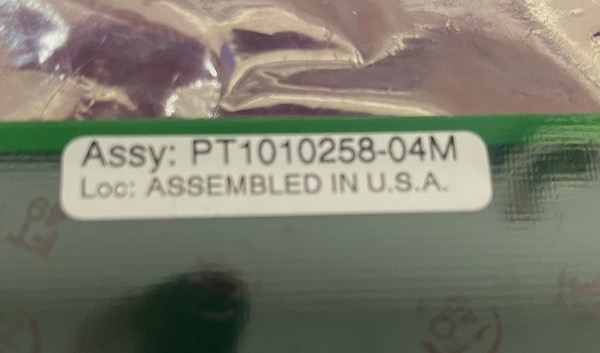 Assy: PT1010258-04M
Loc: ASSEMBLED IN U.S.A.